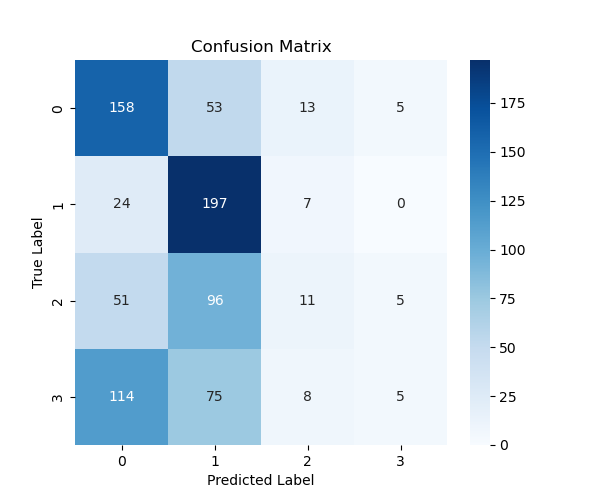 Confusion Matrix
True Label
0 158 53 13 5
1 24 197 7 0
2 51 96 11 5
3 114 75 8 5
0 1 2 3
Predicted Label
175
150
125
100
75
50
25
0